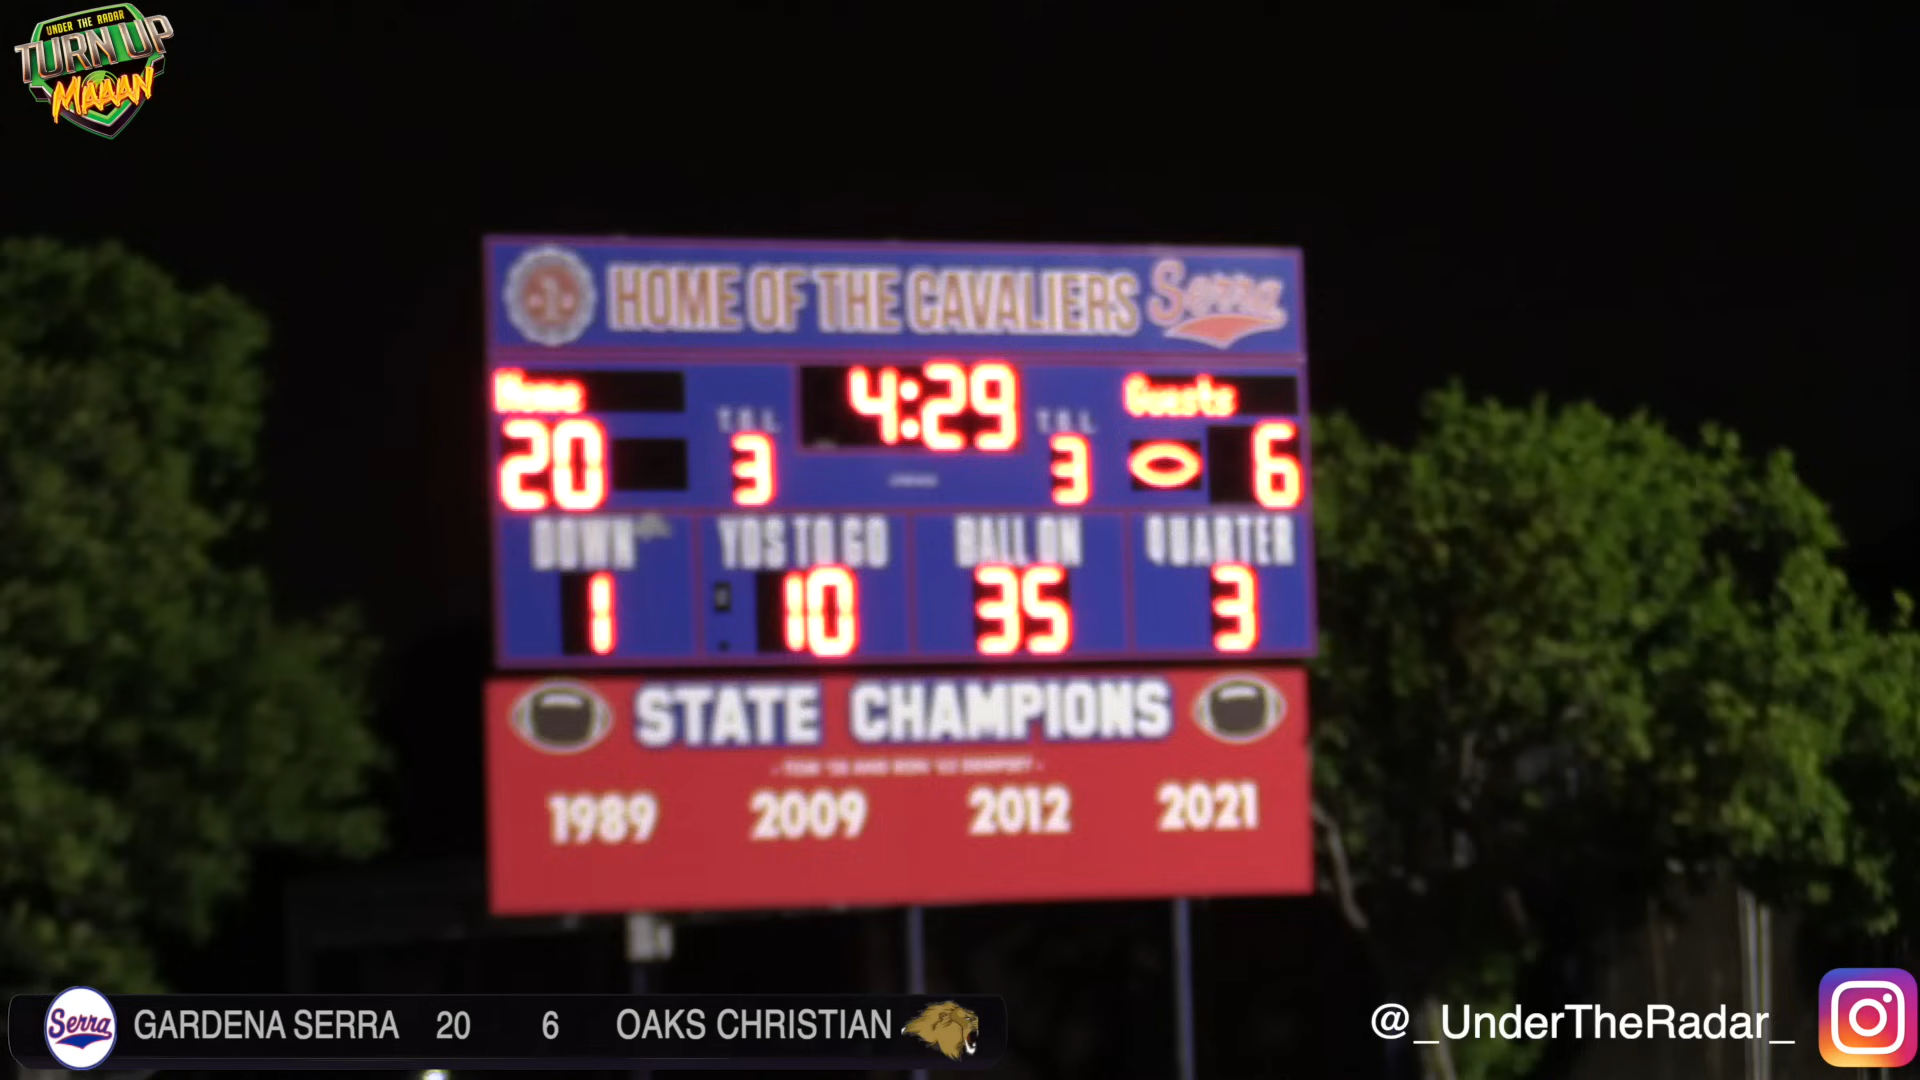 UNDER THE RADAR
TURN UP
MAAAN
HOME OF THE CAVALIERS Serra
Home 4:29 Guests
T.O.L T.O.L
20 3 3 6
DOWN YDS TO GO BALL ON QUARTER
1 10 35 3
STATE CHAMPIONS
1989 2009 2012 2021
Serra GARDENA SERRA 20 6 OAKS CHRISTIAN
@_UnderTheRadar_